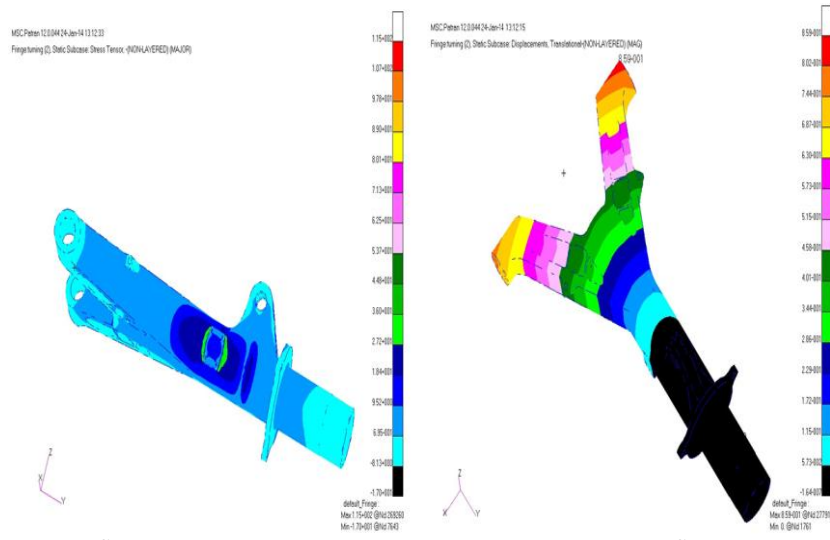 MSC.Patran 12.0.044 24-Jan-14 13:12:33
Fringe:turning (2), Static Subcase: Stress Tensor, -(NON-LAYERED) (MAJOR)
1.15+002
1.07+002
9.78+001
8.90+001
8.01+001
7.13+001
6.25+001
5.37+001
4.48+001
3.60+001
2.72+001
1.84+001
9.52+000
6.95-001
-8.13+000
-1.70+001
default_Fringe :
Max 1.15+002 @Nd 269260
Min -1.70+001 @Nd 7643
Z
X
Y
MSC.Patran 12.0.044 24-Jan-14 13:12:15
Fringe:turning (2), Static Subcase: Displacements, Translational-(NON-LAYERED) (MAG)
8.59-001
8.59-001
8.02-001
7.44-001
6.87-001
6.30-001
5.73-001
5.15-001
4.58-001
4.01-001
3.44-001
2.86-001
2.29-001
1.72-001
1.15-001
5.73-002
-1.64-007
default_Fringe :
Max 8.59-001 @Nd 27791
Min 0. @Nd 1761
Z
X
Y